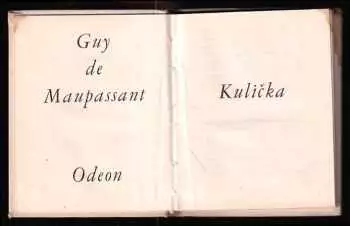 Guy
de
Maupassant
Odeon
Kulička